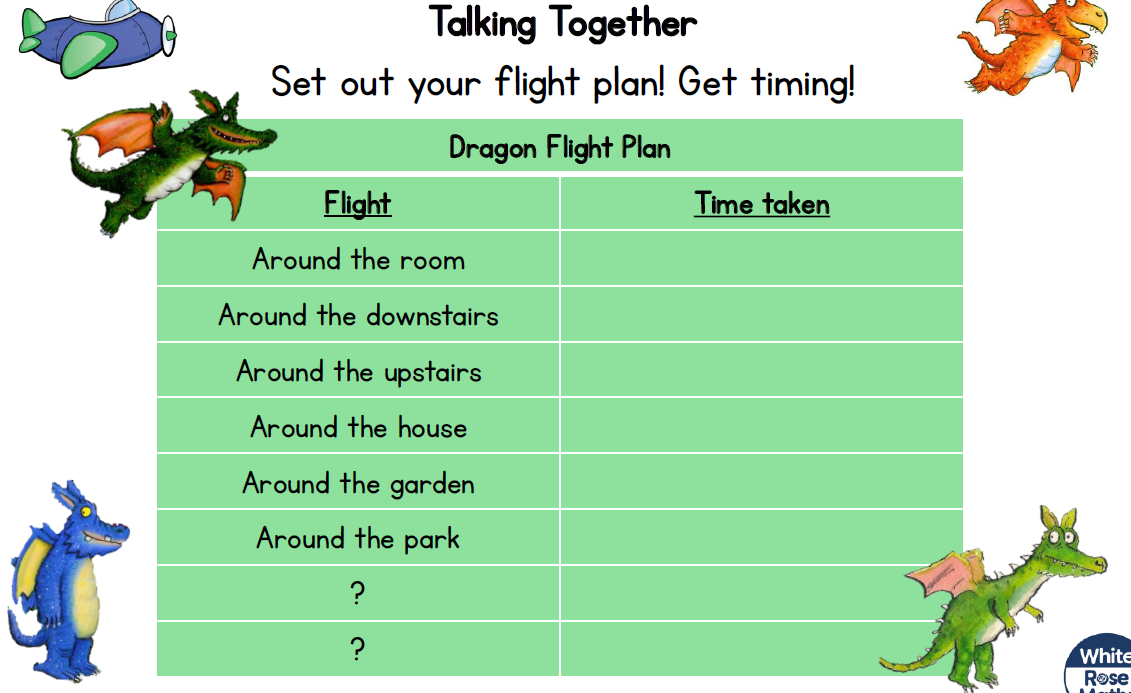 Talking Together
Set out your flight plan! Get timing!
Dragon Flight Plan
Flight Time taken
Around the room
Around the downstairs
Around the upstairs
Around the house
Around the garden
Around the park
?
?
White
Rose